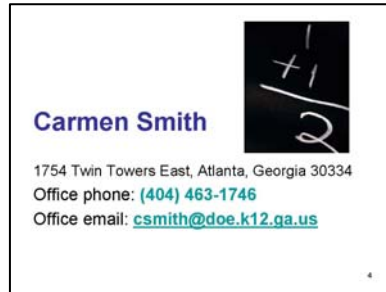 1
+1
2
Carmen Smith
1754 Twin Towers East, Atlanta, Georgia 30334
Office phone: (404) 463-1746
Office email: csmith@doe.k12.ga.us
4